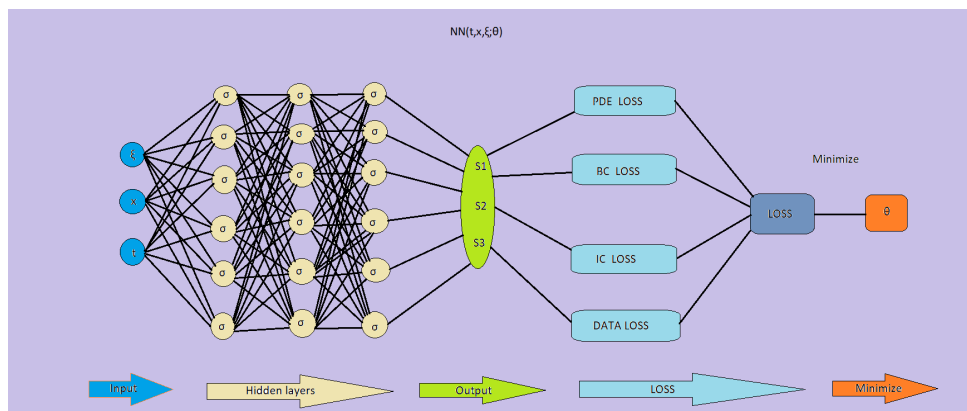 NN(t,x,ξ;θ)
ξ
x
t
σ σ σ
σ σ σ
σ σ σ
σ σ σ
σ σ σ
σ σ σ
S1
S2
S3
PDE LOSS
BC LOSS
IC LOSS
DATA LOSS
Minimize
LOSS
θ
Input
Hidden layers
Output
LOSS
Minimize